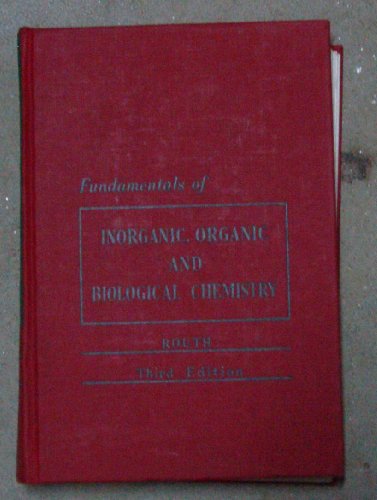 Fundamentals of
INORGANIC, ORGANIC
AND
BIOLOGICAL CHEMISTRY
ROUTH
Third Edition